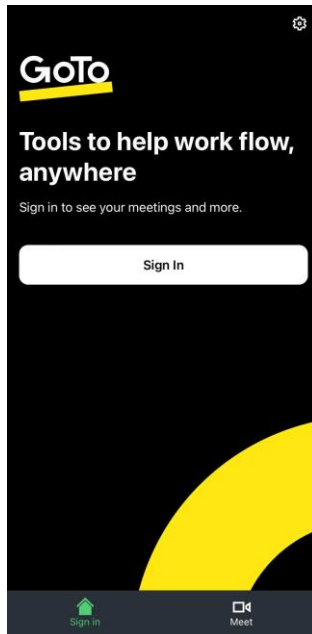 GoTo
Tools to help work flow,
anywhere
Sign in to see your meetings and more.
Sign In
Sign in
Meet